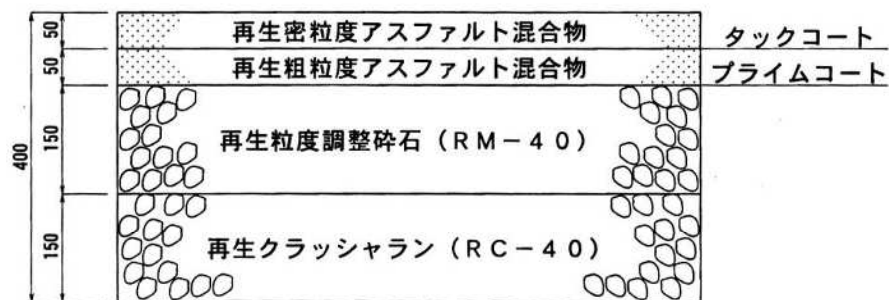 再生密粒度アスファルト混合物
タックコート
再生粗粒度アスファルト混合物
プライムコート
再生粒度調整砕石（RM－40）
再生クラッシャラン（RC－40）
50
50
150
150
400